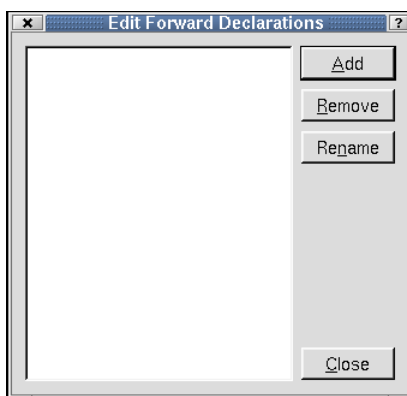 Edit Forward Declarations ?
Add
Remove
Rename
Close